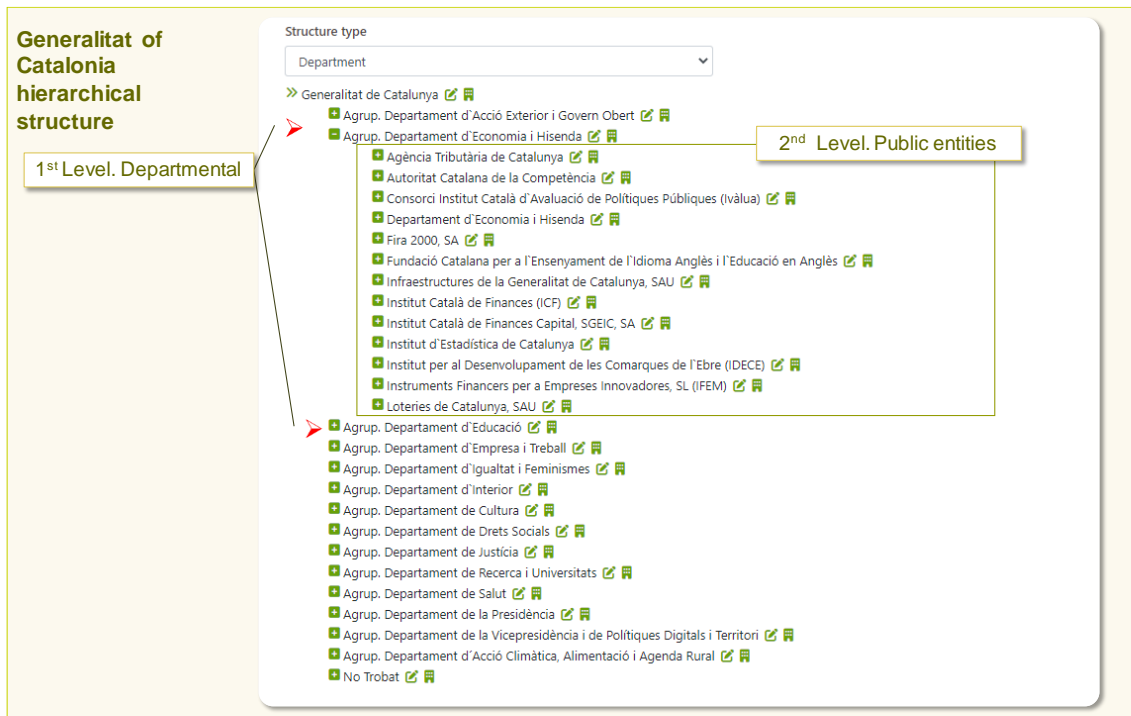 Generalitat of
Catalonia
hierarchical
structure
Structure type
Department
Generalitat de Catalunya
Agrup. Departament d`Acció Exterior i Govern Obert
Agrup. Departament d`Economia i Hisenda
1st Level. Departmental
2nd Level. Public entities
Agència Tributària de Catalunya
Autoritat Catalana de la Competència
Consorci Institut Català d`Avaluació de Polítiques Públiques (Ivàlua)
Departament d`Economia i Hisenda
Fira 2000, SA
Fundació Catalana per a l`Ensenyament de l`Idioma Anglès i l`Educació en Anglès
Infraestructures de la Generalitat de Catalunya, SAU
Institut Català de Finances (ICF)
Institut Català de Finances Capital, SGEIC, SA
Institut d`Estadística de Catalunya
Institut per al Desenvolupament de les Comarques de l`Ebre (IDECE)
Instruments Financers per a Empreses Innovadores, SL (IFEM)
Loteries de Catalunya, SAU
Agrup. Departament d`Educació
Agrup. Departament d`Empresa i Treball
Agrup. Departament d`Igualtat i Feminismes
Agrup. Departament d`Interior
Agrup. Departament de Cultura
Agrup. Departament de Drets Socials
Agrup. Departament de Justícia
Agrup. Departament de Recerca i Universitats
Agrup. Departament de Salut
Agrup. Departament de la Presidència
Agrup. Departament de la Vicepresidència i de Polítiques Digitals i Territori
Agrup. Departament d´Acció Climàtica, Alimentació i Agenda Rural
No Trobat